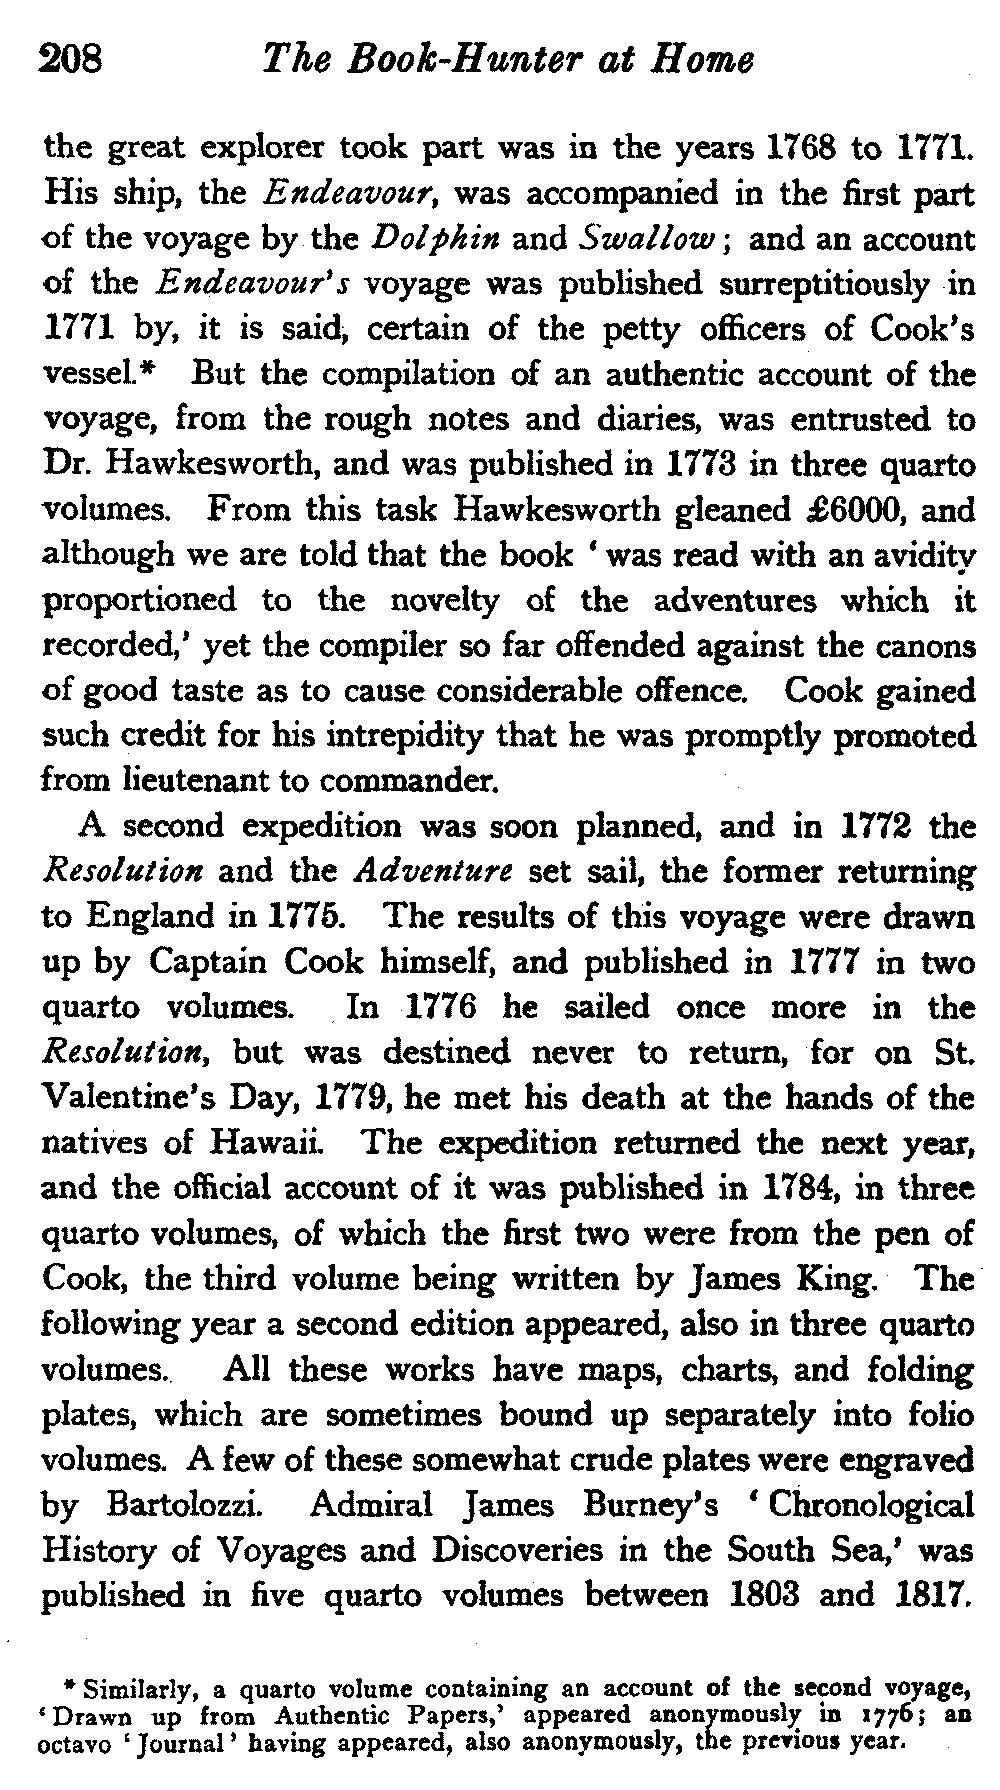 208 The Book-Hunter at Home
the great explorer took part was in the years 1768 to 1771.
His ship, the Endeavour, was accompanied in the first part
of the voyage by the Dolphin and Swallow; and an account
of the Endeavour's voyage was published surreptitiously in
1771 by, it is said, certain of the petty officers of Cook's
vessel.* But the compilation of an authentic account of the
voyage, from the rough notes and diaries, was entrusted to
Dr. Hawkesworth, and was published in 1773 in three quarto
volumes. From this task Hawkesworth gleaned £6000, and
although we are told that the book ‘was read with an avidity
proportioned to the novelty of the adventures which it
recorded,’ yet the compiler so far offended against the canons
of good taste as to cause considerable offence. Cook gained
such credit for his intrepidity that he was promptly promoted
from lieutenant to commander.
A second expedition was soon planned, and in 1772 the
Resolution and the Adventure set sail, the former returning
to England in 1775. The results of this voyage were drawn
up by Captain Cook himself, and published in 1777 in two
quarto volumes. In 1776 he sailed once more in the
Resolution, but was destined never to return, for on St.
Valentine's Day, 1779, he met his death at the hands of the
natives of Hawaii. The expedition returned the next year,
and the official account of it was published in 1784, in three
quarto volumes, of which the first two were from the pen of
Cook, the third volume being written by James King. The
following year a second edition appeared, also in three quarto
volumes. All these works have maps, charts, and folding
plates, which are sometimes bound up separately into folio
volumes. A few of these somewhat crude plates were engraved
by Bartolozzi. Admiral James Burney's ‘Chronological
History of Voyages and Discoveries in the South Sea,’ was
published in five quarto volumes between 1803 and 1817.
* Similarly, a quarto volume containing an account of the second voyage,
‘Drawn up from Authentic Papers,’ appeared anonymously in 1776; an
octavo ‘Journal’ having appeared, also anonymously, the previous year.